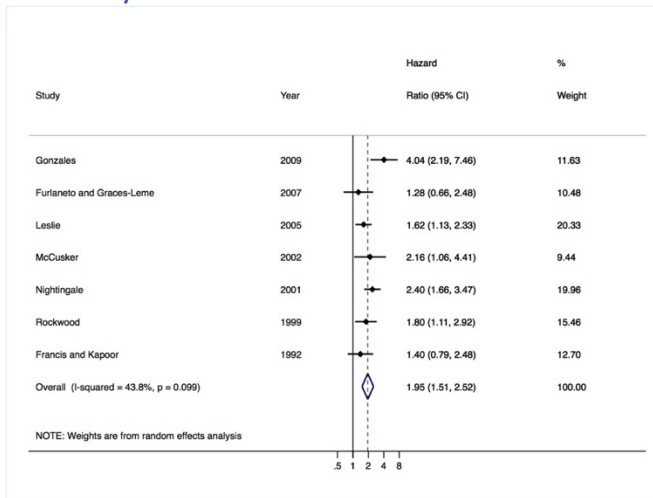 Hazard %
Study Year Ratio (95% CI) Weight
Gonzales 2009 4.04 (2.19, 7.46) 11.63
Furlaneto and Graces-Leme 2007 1.28 (0.66, 2.48) 10.48
Leslie 2005 1.62 (1.13, 2.33) 20.33
McCusker 2002 2.16 (1.06, 4.41) 9.44
Nightingale 2001 2.40 (1.66, 3.47) 19.96
Rockwood 1999 1.80 (1.11, 2.92) 15.46
Francis and Kapoor 1992 1.40 (0.79, 2.48) 12.70
Overall (I-squared = 43.8%, p = 0.099) 1.95 (1.51, 2.52) 100.00
NOTE: Weights are from random effects analysis
.5 1 2 4 8